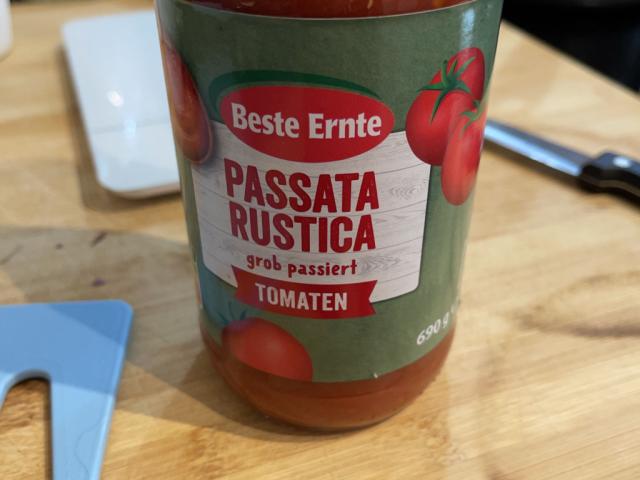 Beste Ernte
PASSATA
RUSTICA
grob passiert
TOMATEN
690 g